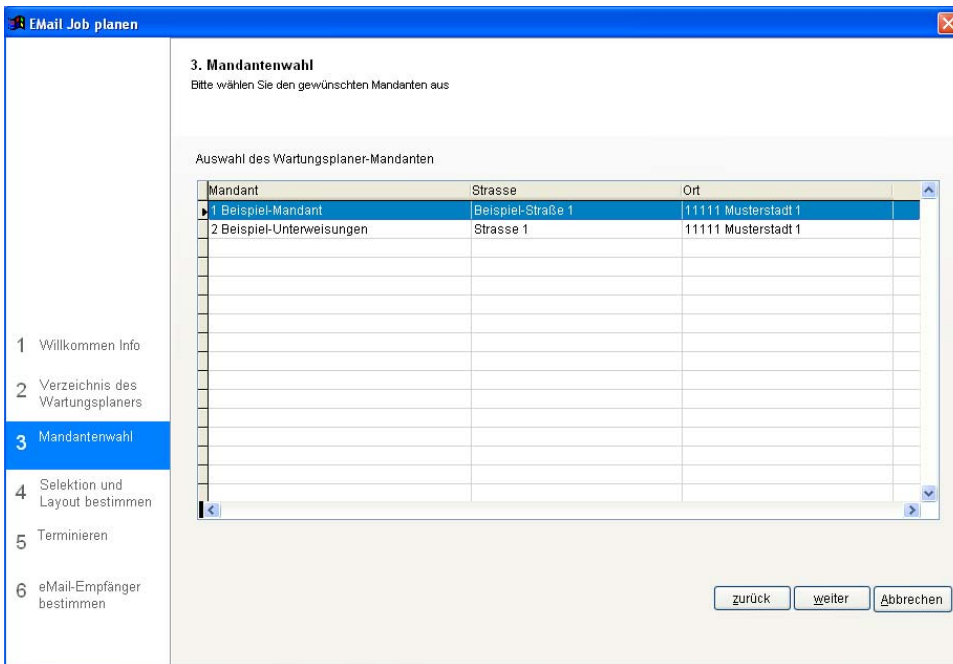 EMail Job planen
3. Mandantenwahl
Bitte wählen Sie den gewünschten Mandanten aus
Auswahl des Wartungsplaner-Mandanten
Mandant Strasse Ort
1 Beispiel-Mandant Beispiel-Straße 1 11111 Musterstadt 1
2 Beispiel-Unterweisungen Strasse 1 11111 Musterstadt 1
1 Willkommen Info
2 Verzeichnis des
Wartungsplaners
3 Mandantenwahl
4 Selektion und
Layout bestimmen
5 Terminieren
6 eMail-Empfänger
bestimmen
zurück weiter Abbrechen